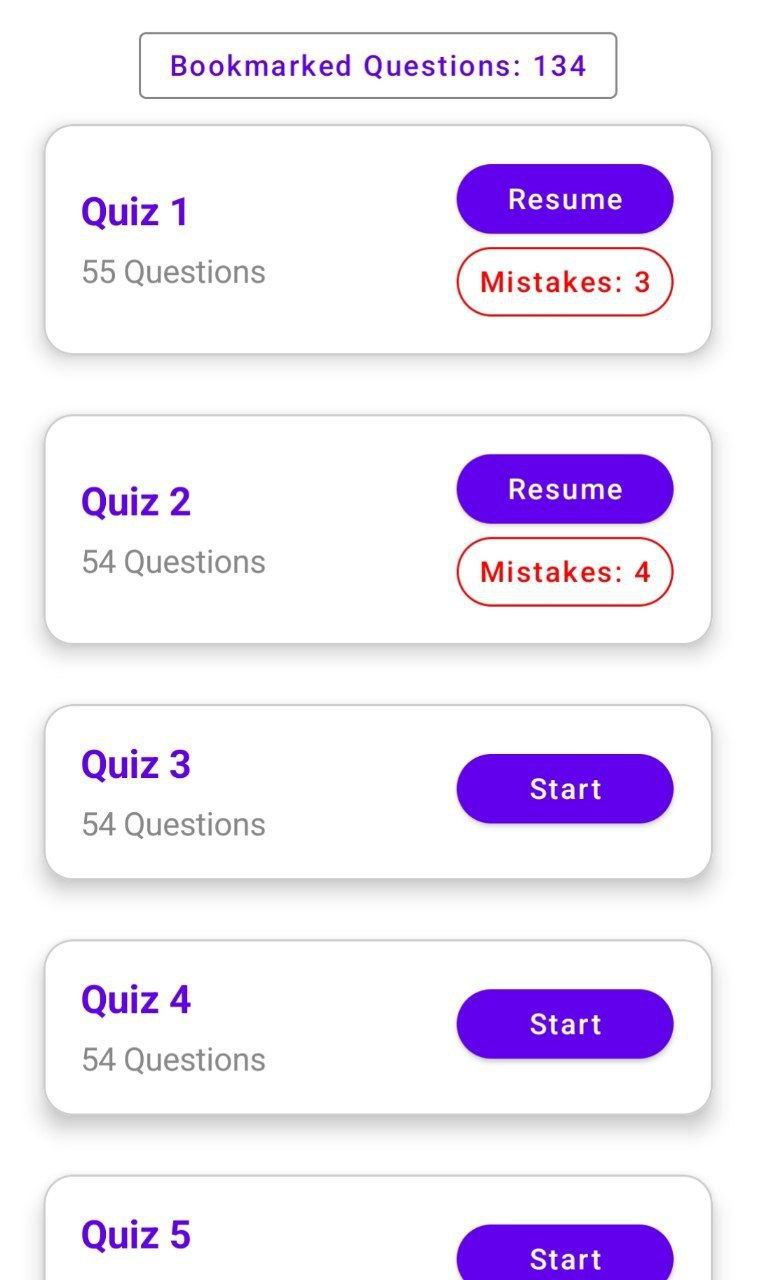 Bookmarked Questions: 134
Quiz 1
55 Questions
Resume
Mistakes: 3
Quiz 2
54 Questions
Resume
Mistakes: 4
Quiz 3
54 Questions
Start
Quiz 4
54 Questions
Start
Quiz 5
Start